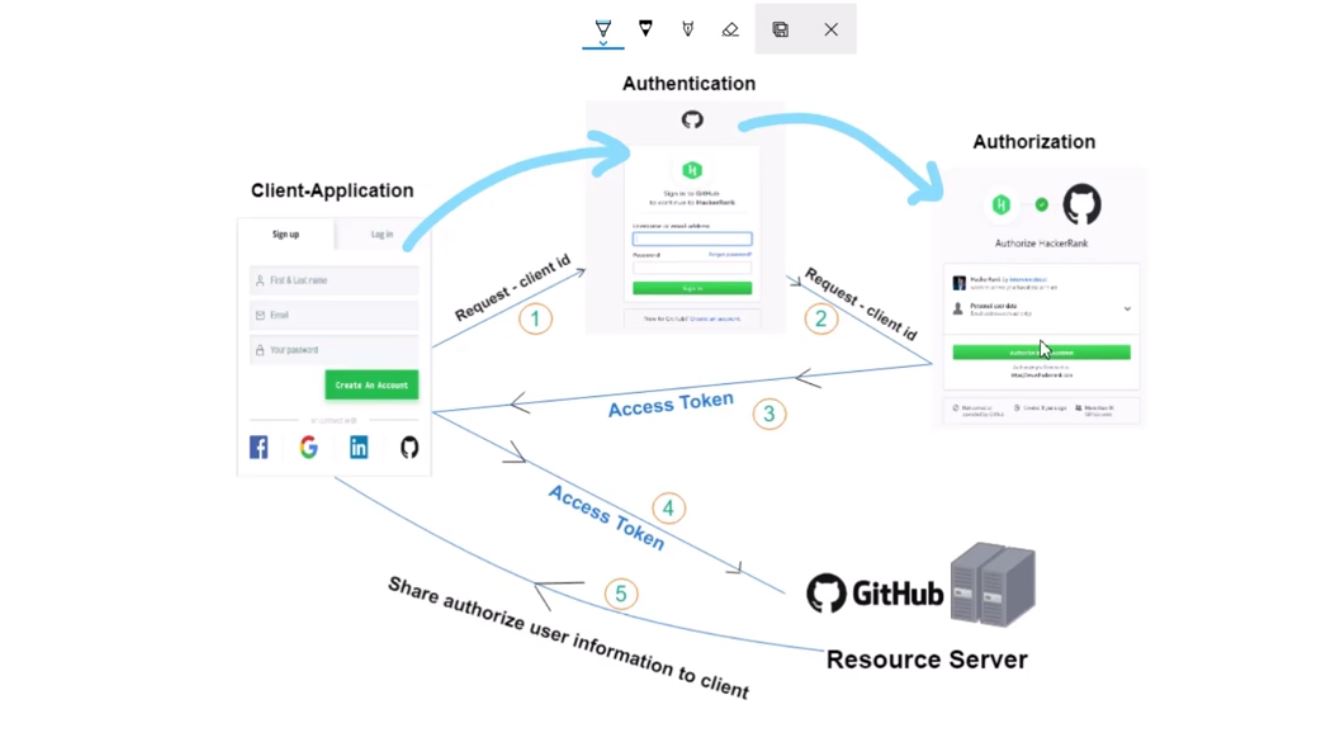 Authentication
Authorization
Client-Application
Sign up
Log in
First & Last name
Email
Your password
Create An Account
or connect with
Sign in to GitHub
to continue to HackerRank
Username or email address
Password
Forgot password?
Sign in
New to GitHub? Create an account.
Authorize HackerRank
HackerRank by
Personal user data
Authorize
Request - client id
1
Request - client id
2
Access Token
3
Access Token
4
5
Share authorize user information to client
GitHub
Resource Server